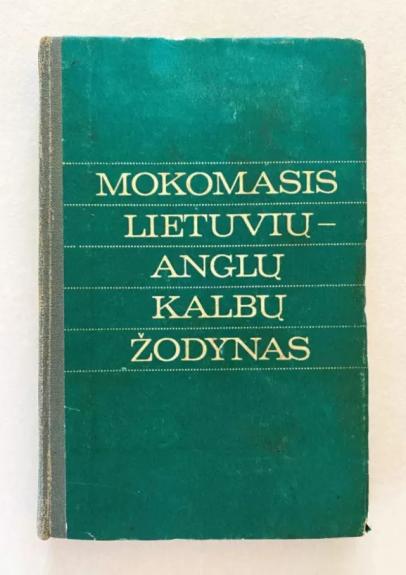 MOKOMASIS
LIETUVIŲ–
ANGLŲ
KALBŲ
ŽODYNAS